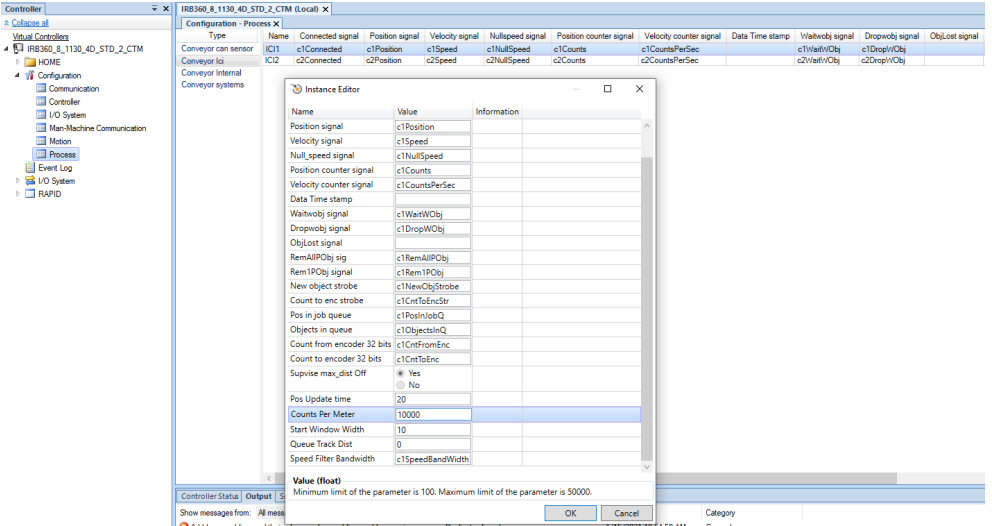 Controller
Collapse all
Virtual Controllers
IRB360_8_1130_4D_STD_2_CTM
HOME
Configuration
Communication
Controller
I/O System
Man-Machine Communication
Motion
Process
Event Log
I/O System
RAPID
IRB360_8_1130_4D_STD_2_CTM (Local) X
Configuration - Process X
Type Name Connected signal Position signal Velocity signal Nullspeed signal Position counter signal Velocity counter signal Data Time stamp Waitwobj signal Dropwobj signal ObjLost signal
Conveyor can sensor ICI1 c1Connected c1Position c1Speed c1NullSpeed c1Counts c1CountsPerSec c1WaitWObj c1DropWObj
Conveyor Ici ICI2 c2Connected c2Position c2Speed c2NullSpeed c2Counts c2CountsPerSec c2WaitWObj c2DropWObj
Conveyor Internal
Conveyor systems
Instance Editor
Name Value Information
Position signal c1Position
Velocity signal c1Speed
Null_speed signal c1NullSpeed
Position counter signal c1Counts
Velocity counter signal c1CountsPerSec
Data Time stamp
Waitwobj signal c1WaitWObj
Dropwobj signal c1DropWObj
ObjLost signal
RemAllPObj sig c1RemAllPObj
Rem1PObj signal c1Rem1PObj
New object strobe c1NewObjStrobe
Count to enc strobe c1CntToEncStr
Pos in job queue c1PosInJobQ
Objects in queue c1ObjectsInQ
Count from encoder 32 bits c1CntFromEnc
Count to encoder 32 bits c1CntToEnc
Supvise max_dist Off Yes
No
Pos Update time 20
Counts Per Meter 10000
Start Window Width 10
Queue Track Dist 0
Speed Filter Bandwidth c1SpeedBandWidth
Value (float)
Minimum limit of the parameter is 100. Maximum limit of the parameter is 50000.
OK Cancel
Controller Status Output
Show messages from: All mess
Category